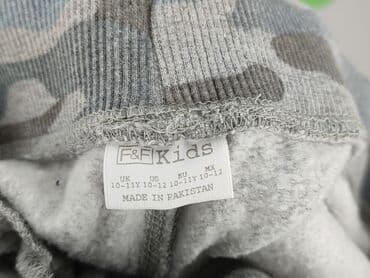 F&F Kids
UK US EU MX
10-11Y 10-12 10-11Y 10-12
MADE IN PAKISTAN